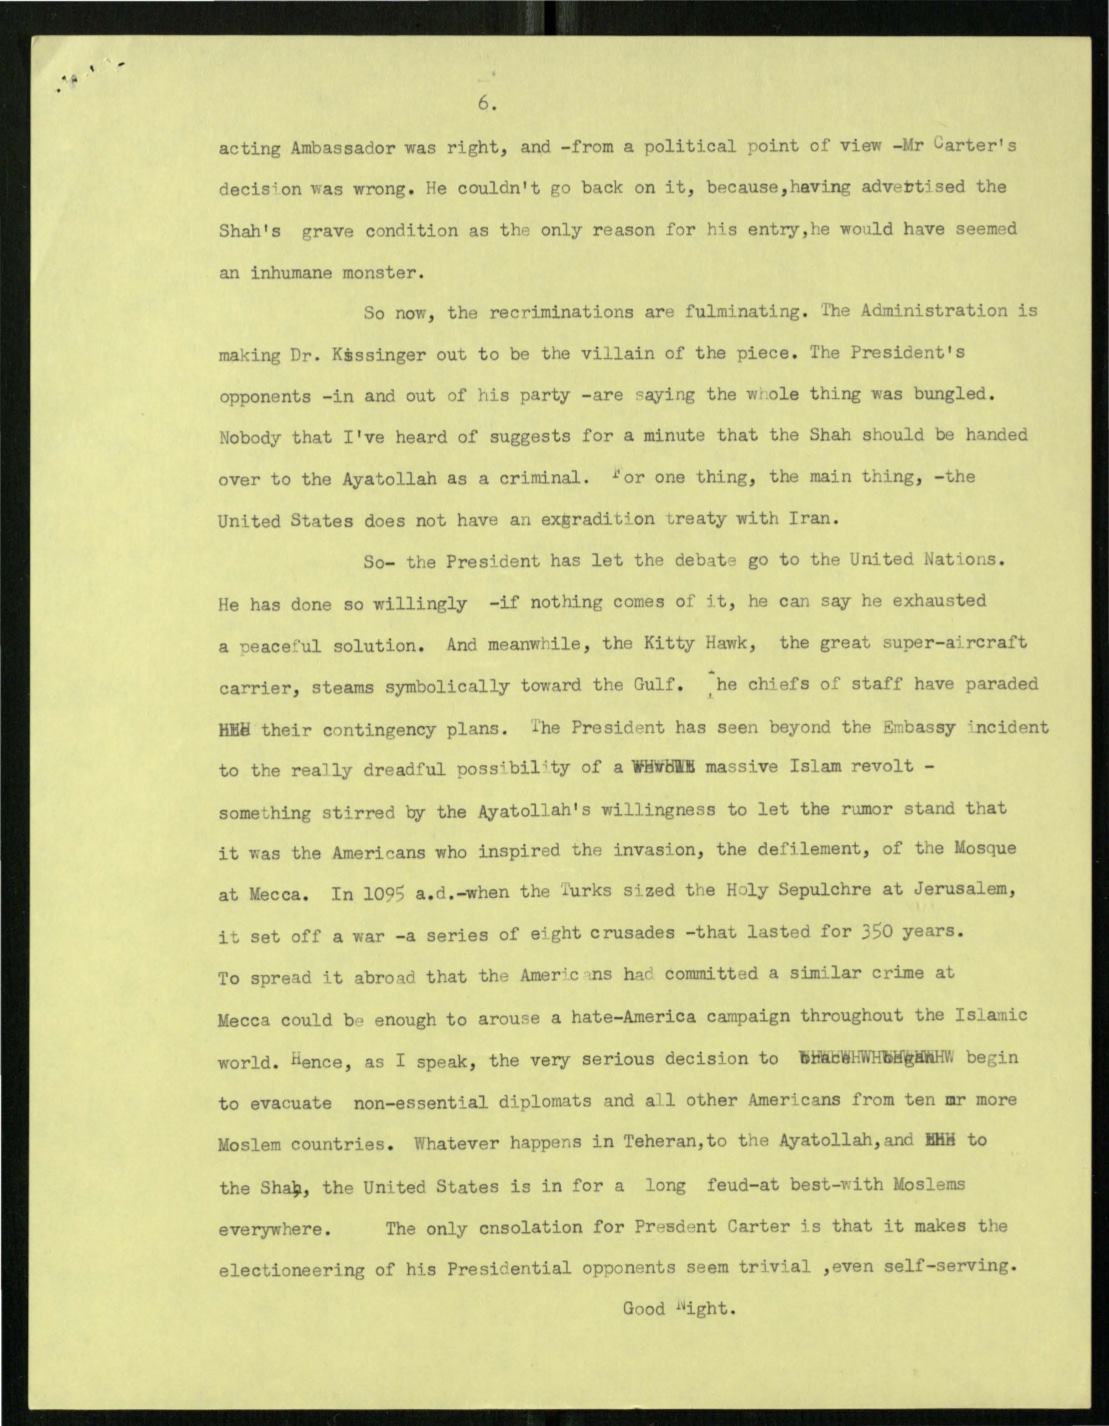 6.
acting Ambassador was right, and -from a political point of view -Mr Carter's
decision was wrong. He couldn't go back on it, because,having advertised the
Shah's grave condition as the only reason for his entry,he would have seemed
an inhumane monster.
So now, the recriminations are fulminating. The Administration is
making Dr. Kissinger out to be the villain of the piece. The President's
opponents -in and out of his party -are saying the whole thing was bungled.
Nobody that I've heard of suggests for a minute that the Shah should be handed
over to the Ayatollah as a criminal. For one thing, the main thing, -the
United States does not have an extradition treaty with Iran.
So- the President has let the debate go to the United Nations.
He has done so willingly -if nothing comes of it, he can say he exhausted
a peaceful solution. And meanwhile, the Kitty Hawk, the great super-aircraft
carrier, steams symbolically toward the Gulf. The chiefs of staff have paraded
their contingency plans. The President has seen beyond the Embassy incident
to the really dreadful possibility of a massive Islam revolt -
something stirred by the Ayatollah's willingness to let the rumor stand that
it was the Americans who inspired the invasion, the defilement, of the Mosque
at Mecca. In 1095 a.d.-when the Turks sized the Holy Sepulchre at Jerusalem,
it set off a war -a series of eight crusades -that lasted for 350 years.
To spread it abroad that the Americans had committed a similar crime at
Mecca could be enough to arouse a hate-America campaign throughout the Islamic
world. Hence, as I speak, the very serious decision to begin
to evacuate non-essential diplomats and all other Americans from ten or more
Moslem countries. Whatever happens in Teheran,to the Ayatollah,and to
the Shah, the United States is in for a long feud-at best-with Moslems
everywhere. The only cnsolation for Presdent Carter is that it makes the
electioneering of his Presidential opponents seem trivial ,even self-serving.
Good Night.